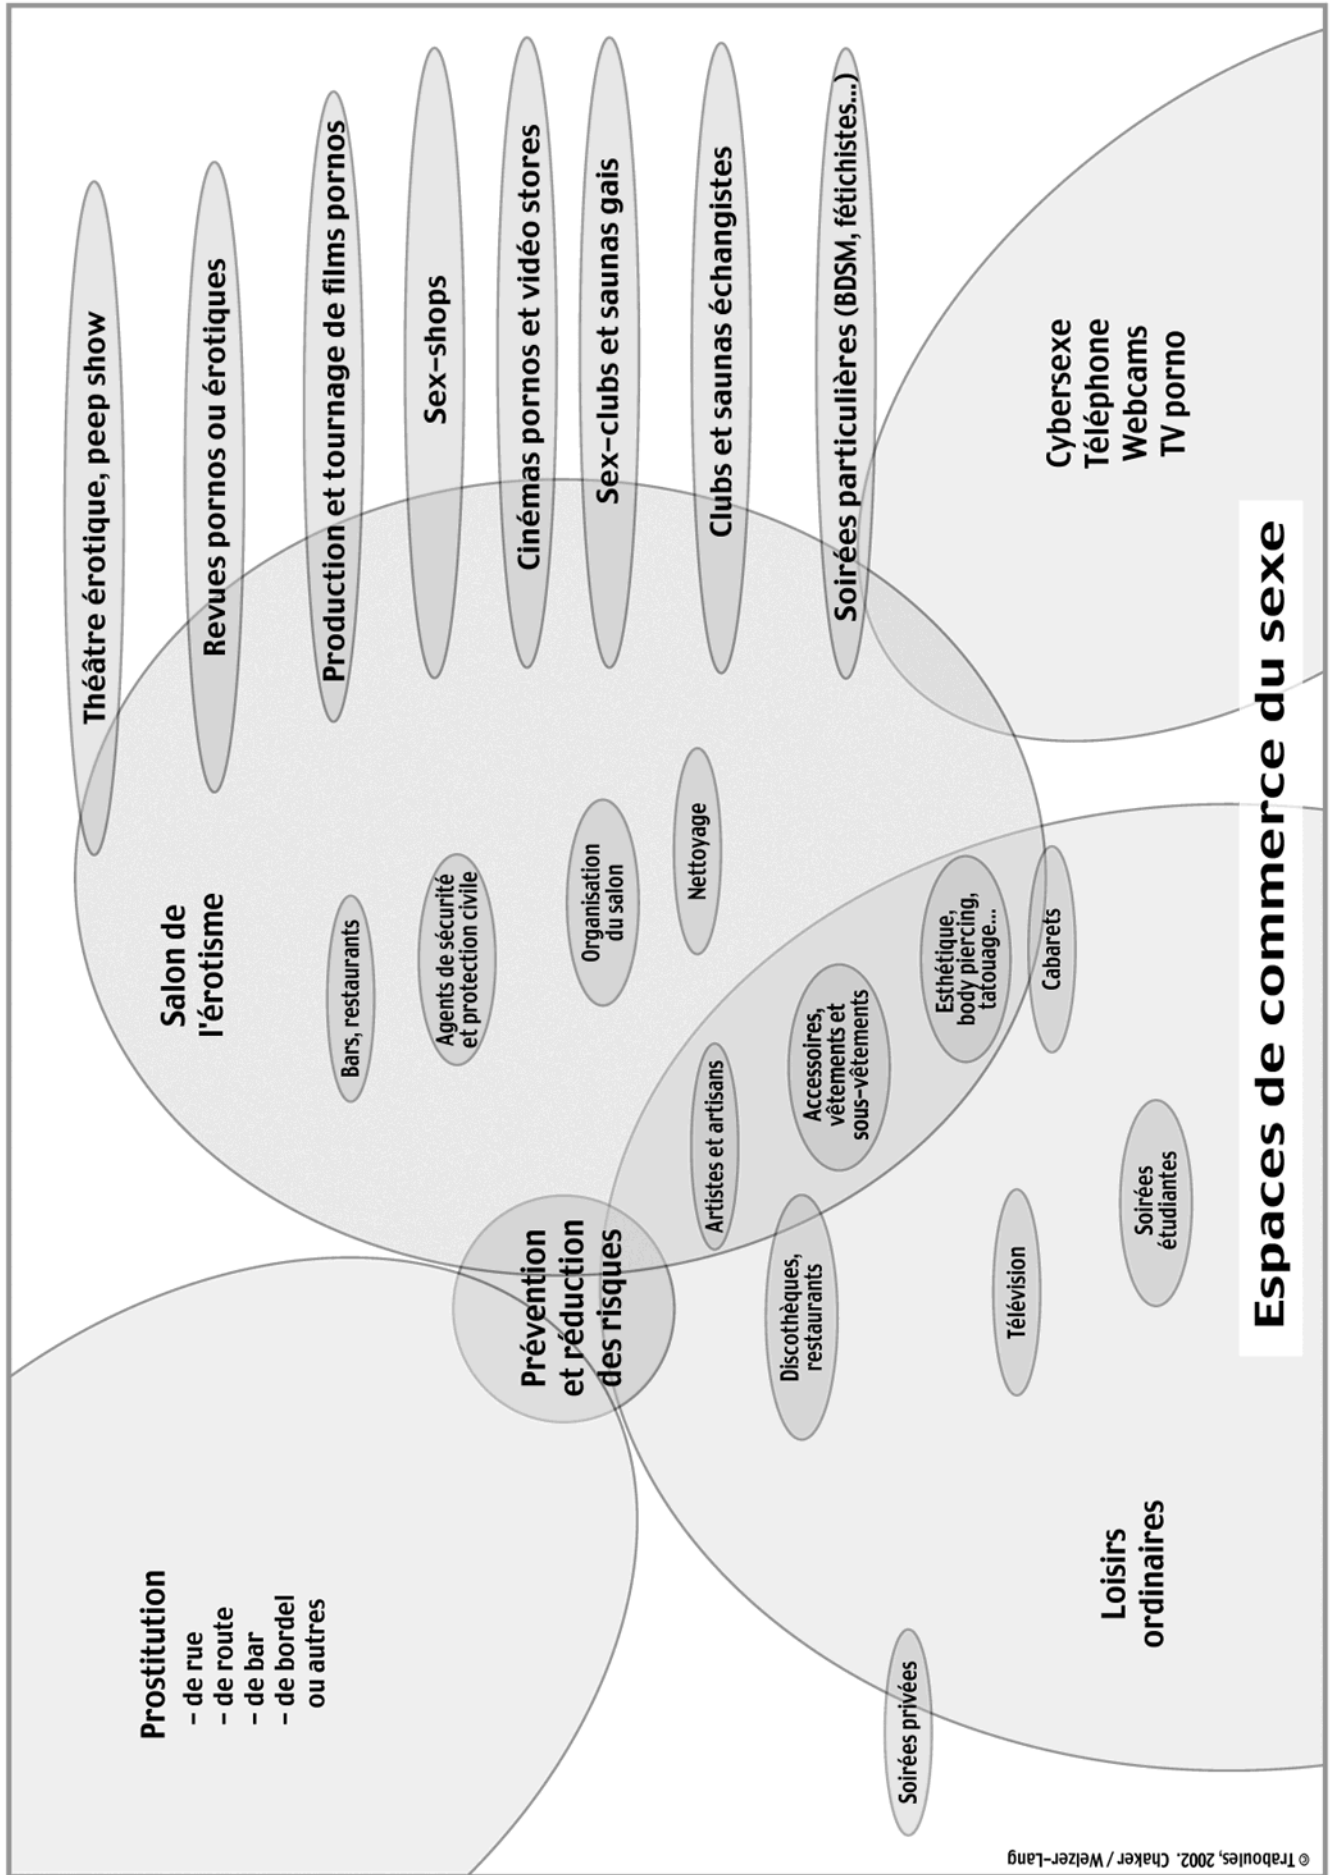 Prostitution
– de rue
– de route
– de bar
– de bordel
ou autres
Salon de
l'érotisme
Théâtre érotique, peep show
Revues pornos ou érotiques
Production et tournage de films pornos
Sex-shops
Cinémas pornos et vidéo stores
Sex-clubs et saunas gais
Clubs et saunas échangistes
Soirées particulières (BDSM, fétichistes...)
Bars, restaurants
Agents de sécurité
et protection civile
Organisation
du salon
Nettoyage
Prévention
et réduction
des risques
Artistes et artisans
Accessoires,
vêtements et
sous-vêtements
Esthétique,
body piercing,
tatouage...
Cabarets
Discothèques,
restaurants
Télévision
Soirées
étudiantes
Soirées privées
Loisirs
ordinaires
Cybersexe
Téléphone
Webcams
TV porno
Espaces de commerce du sexe
© Traboules, 2002. Chaker / Welzer-Lang